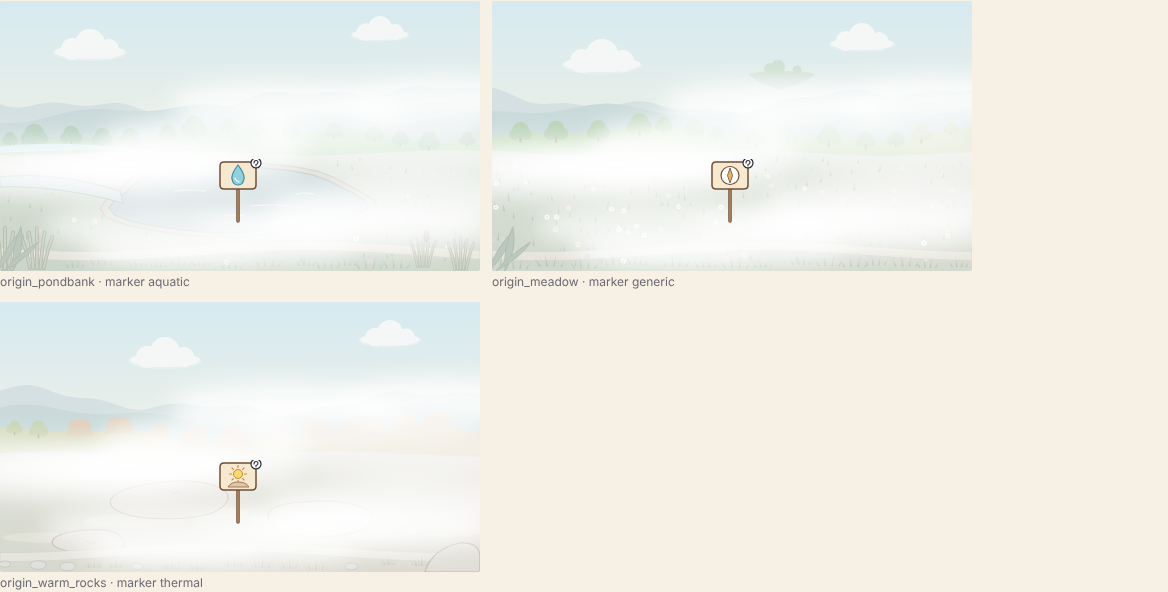 ?
?
origin_pondbank · marker aquatic
origin_meadow · marker generic
?
origin_warm_rocks · marker thermal